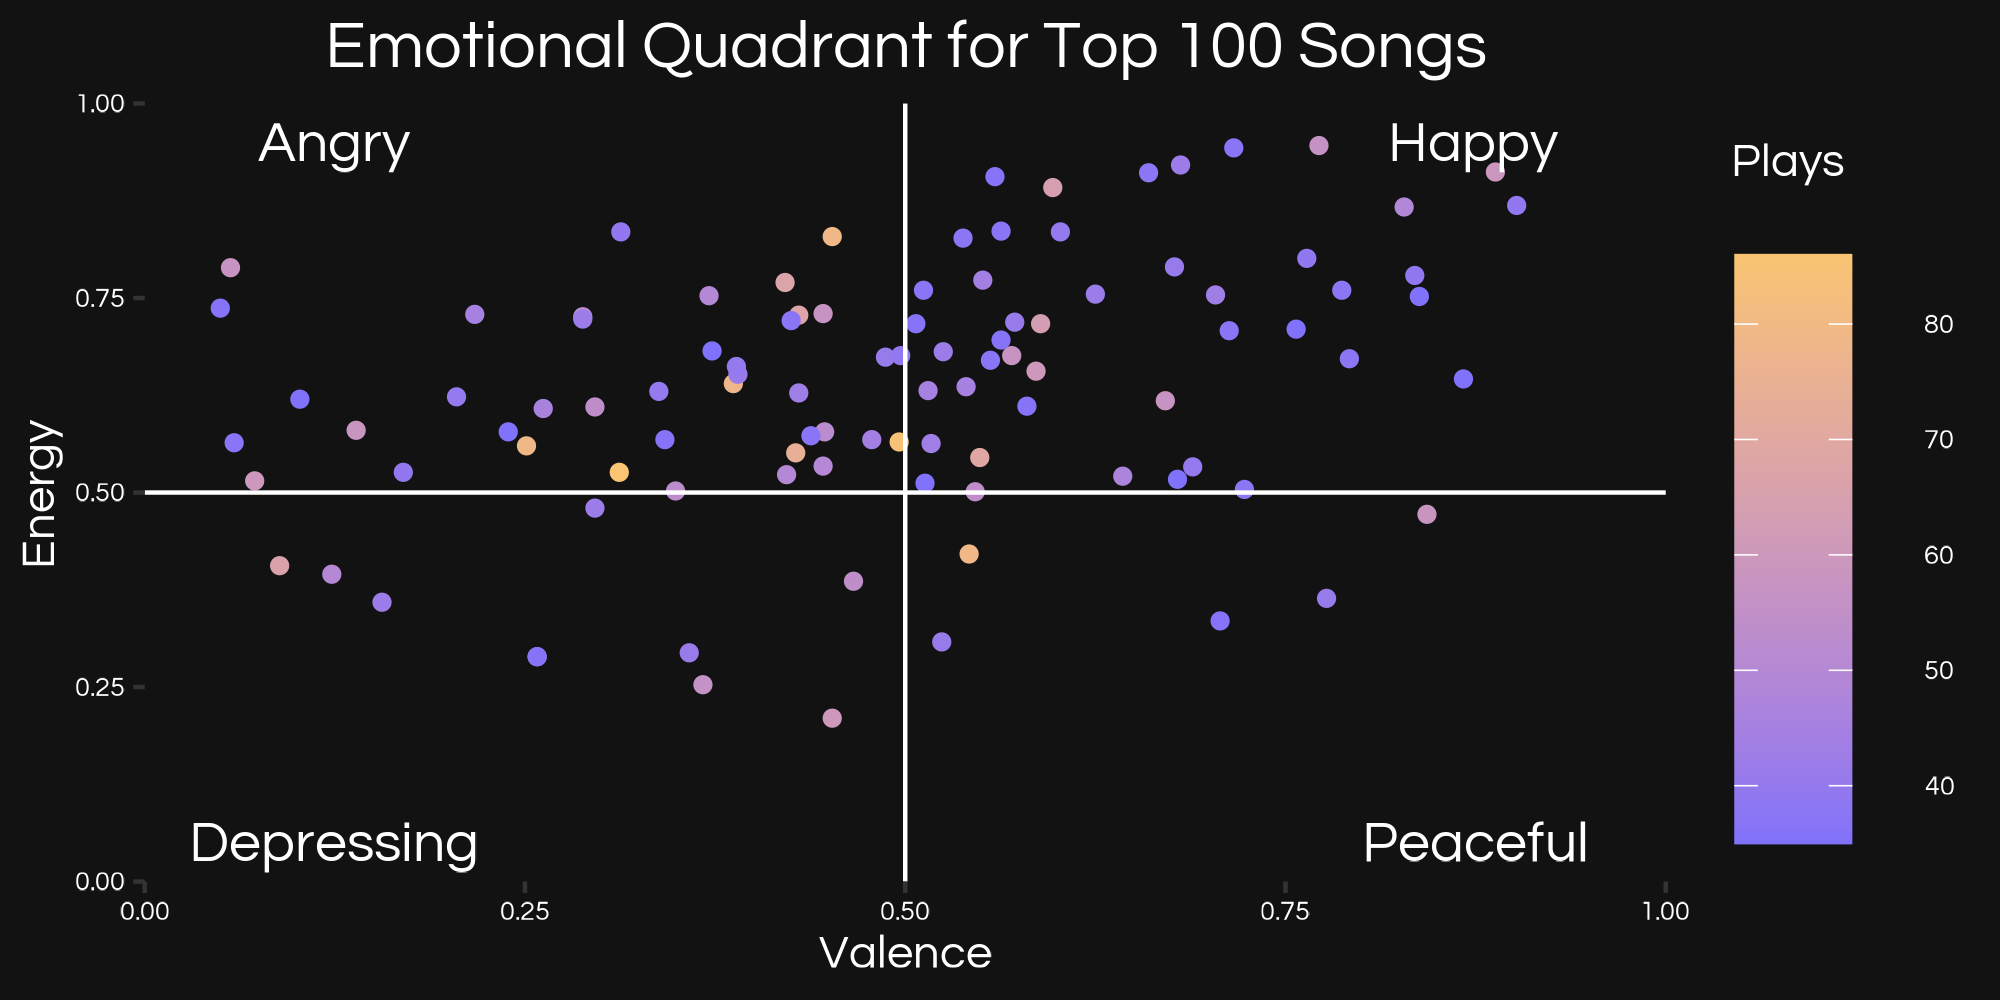 Emotional Quadrant for Top 100 Songs
1.00
Angry
Happy
Plays
0.75
80
70
Energy
0.50
60
50
0.25
40
Depressing
Peaceful
0.00
0.00 0.25 0.50 0.75 1.00
Valence